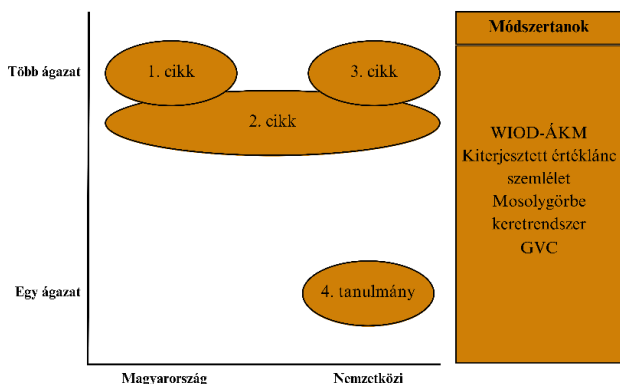 Módszertanok
Több ágazat
1. cikk
3. cikk
2. cikk
WIOD-ÁKM
Kiterjesztett értéklánc
szemlélet
Mosolygörbe
keretrendszer
GVC
Egy ágazat
4. tanulmány
Magyarország
Nemzetközi